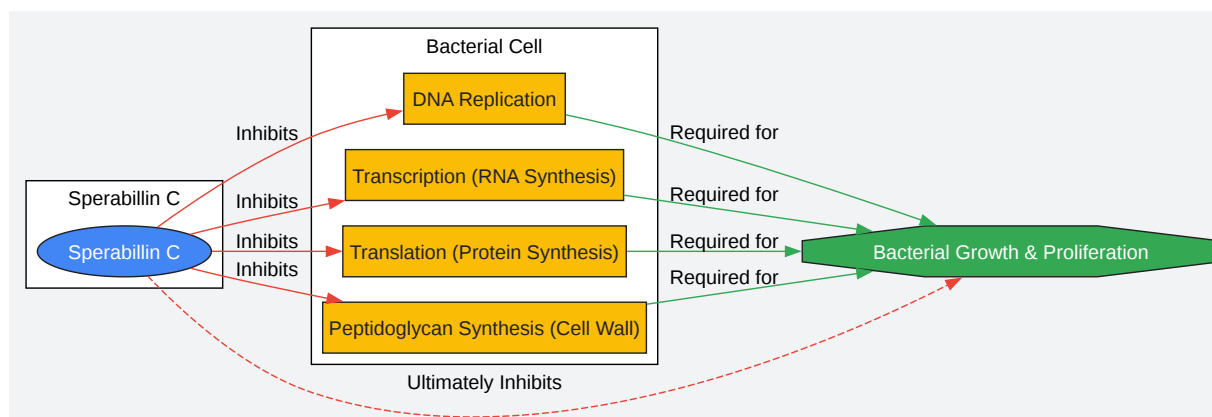 Bacterial Cell
DNA Replication
Inhibits
Required for
Transcription (RNA Synthesis)
Sperabillin C
Inhibits
Required for
Sperabillin C
Inhibits
Translation (Protein Synthesis)
Required for
Bacterial Growth & Proliferation
Inhibits
Required for
Peptidoglycan Synthesis (Cell Wall)
Ultimately Inhibits